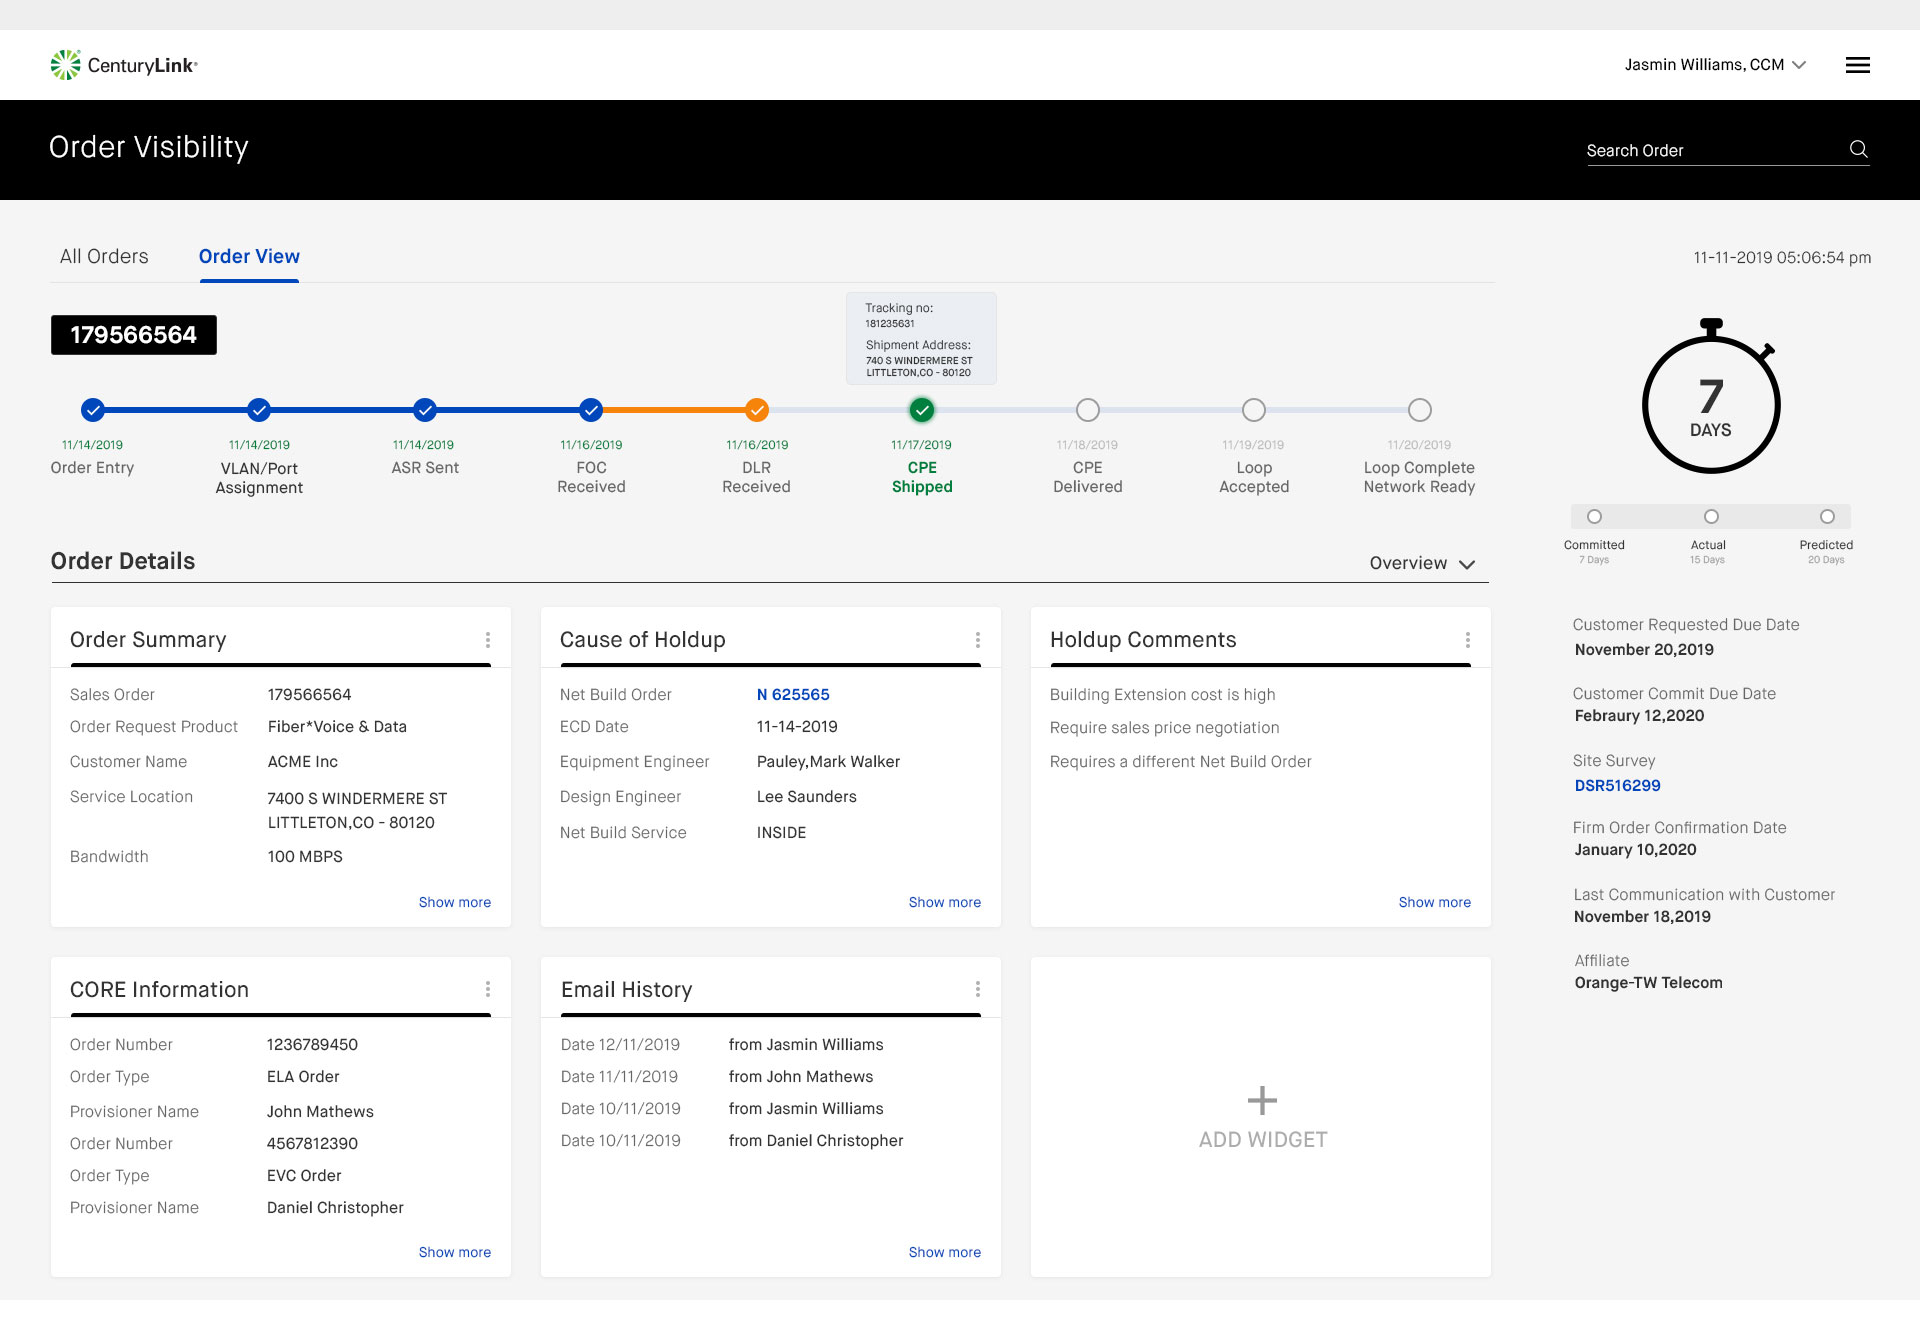 CenturyLink®
Jasmin Williams, CCM
Order Visibility
Search Order
All Orders
Order View
11-11-2019 05:06:54 pm
179566564
Tracking no:
181235631
Shipment Address:
740 S WINDERMERE ST
LITTLETON,CO - 80120
11/14/2019
Order Entry
11/14/2019
VLAN/Port
Assignment
11/14/2019
ASR Sent
11/16/2019
FOC
Received
11/16/2019
DLR
Received
11/17/2019
CPE
Shipped
11/18/2019
CPE
Delivered
11/19/2019
Loop
Accepted
11/20/2019
Loop Complete
Network Ready
7
DAYS
Committed
7 Days
Actual
15 Days
Predicted
20 Days
Order Details
Overview
Order Summary
Sales Order 179566564
Order Request Product Fiber*Voice & Data
Customer Name ACME Inc
Service Location 7400 S WINDERMERE ST
LITTLETON,CO - 80120
Bandwidth 100 MBPS
Show more
Cause of Holdup
Net Build Order N 625565
ECD Date 11-14-2019
Equipment Engineer Pauley,Mark Walker
Design Engineer Lee Saunders
Net Build Service INSIDE
Show more
Holdup Comments
Building Extension cost is high
Require sales price negotiation
Requires a different Net Build Order
Show more
Customer Requested Due Date
November 20,2019
Customer Commit Due Date
Febraury 12,2020
Site Survey
DSR516299
Firm Order Confirmation Date
January 10,2020
Last Communication with Customer
November 18,2019
Affiliate
Orange-TW Telecom
CORE Information
Order Number 1236789450
Order Type ELA Order
Provisioner Name John Mathews
Order Number 4567812390
Order Type EVC Order
Provisioner Name Daniel Christopher
Show more
Email History
Date 12/11/2019 from Jasmin Williams
Date 11/11/2019 from John Mathews
Date 10/11/2019 from Jasmin Williams
Date 10/11/2019 from Daniel Christopher
Show more
ADD WIDGET